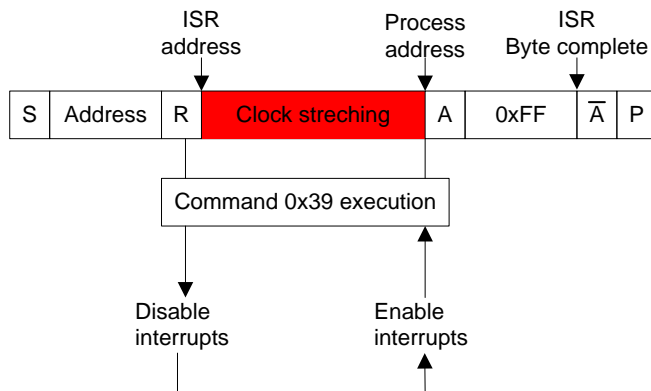 ISR
address
Process
address
ISR
Byte complete
S Address R Clock streching A 0xFF A̅ P
Command 0x39 execution
Disable
interrupts
Enable
interrupts